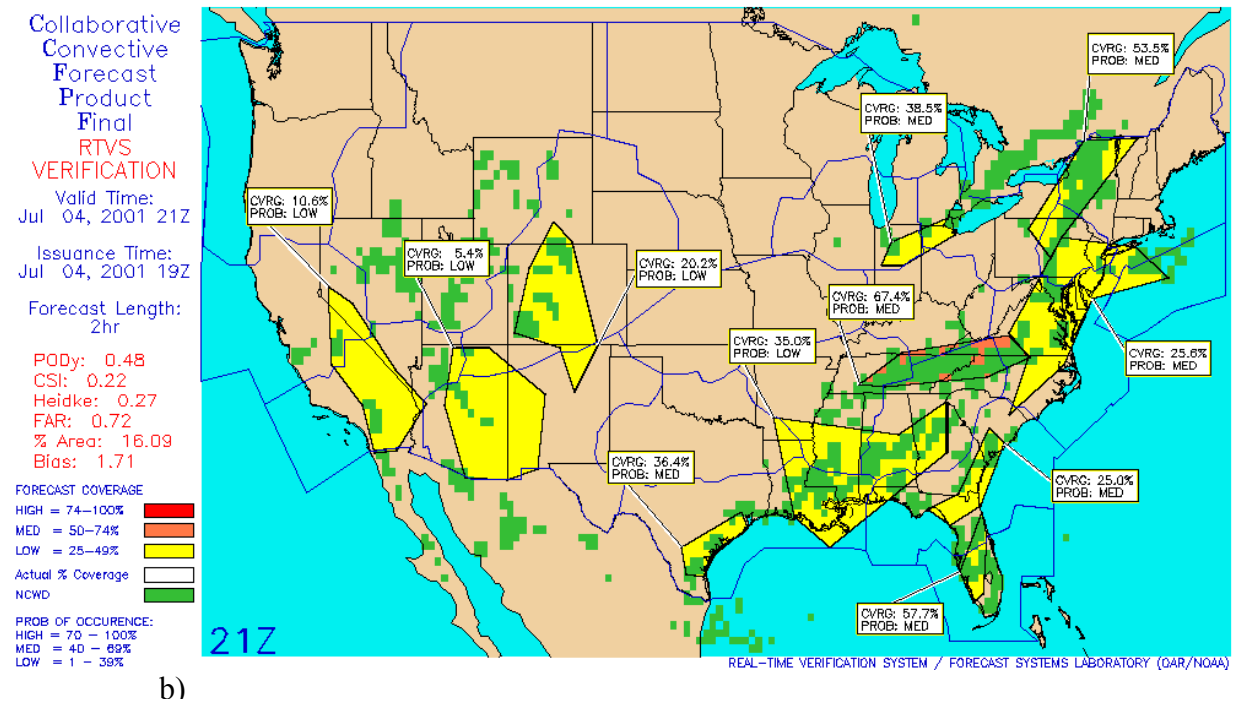 Collaborative
Convective
Forecast
Product
Final
RTVS
VERIFICATION
Valid Time:
Jul 04, 2001 21Z
Issuance Time:
Jul 04, 2001 19Z
Forecast Length:
2hr
PODy: 0.48
CSI: 0.22
Heidke: 0.27
FAR: 0.72
% Area: 16.09
Bias: 1.71
FORECAST COVERAGE
HIGH = 74-100%
MED = 50-74%
LOW = 25-49%
Actual % Coverage
NCWD
PROB OF OCCURENCE:
HIGH = 70 - 100%
MED = 40 - 69%
LOW = 1 - 39%
CVRG: 53.5%
PROB: MED
CVRG: 38.5%
PROB: MED
CVRG: 10.6%
PROB: LOW
CVRG: 5.4%
PROB: LOW
CVRG: 20.2%
PROB: LOW
CVRG: 67.4%
PROB: MED
CVRG: 35.0%
PROB: LOW
CVRG: 25.6%
PROB: MED
CVRG: 36.4%
PROB: MED
CVRG: 25.0%
PROB: MED
CVRG: 57.7%
PROB: MED
21Z
REAL-TIME VERIFICATION SYSTEM / FORECAST SYSTEMS LABORATORY (OAR/NOAA)
b)